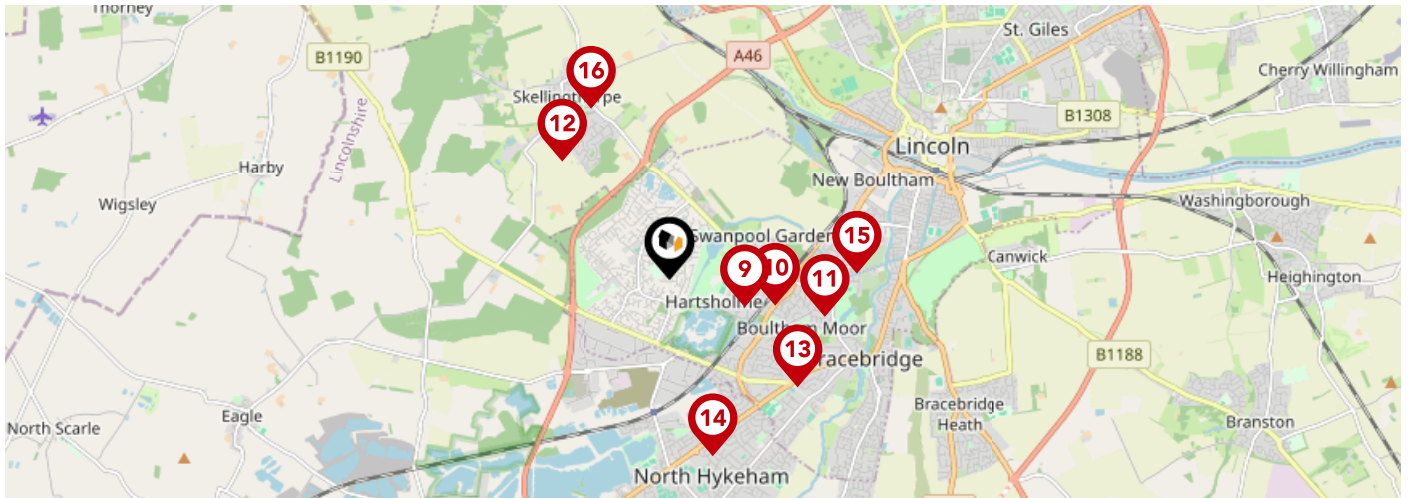 Thorney
B1190
A46
St. Giles
Cherry Willingham
16
Skellingthorpe
12
B1308
Lincolnshire
Lincoln
Harby
New Boultham
Wigsley
Washingborough
15
Swanpool Garden
9
10
11
Canwick
Heighington
Hartsholme
Boultham Moor
13
Bracebridge
B1188
Eagle
14
Bracebridge
Heath
North Scarle
Branston
North Hykeham